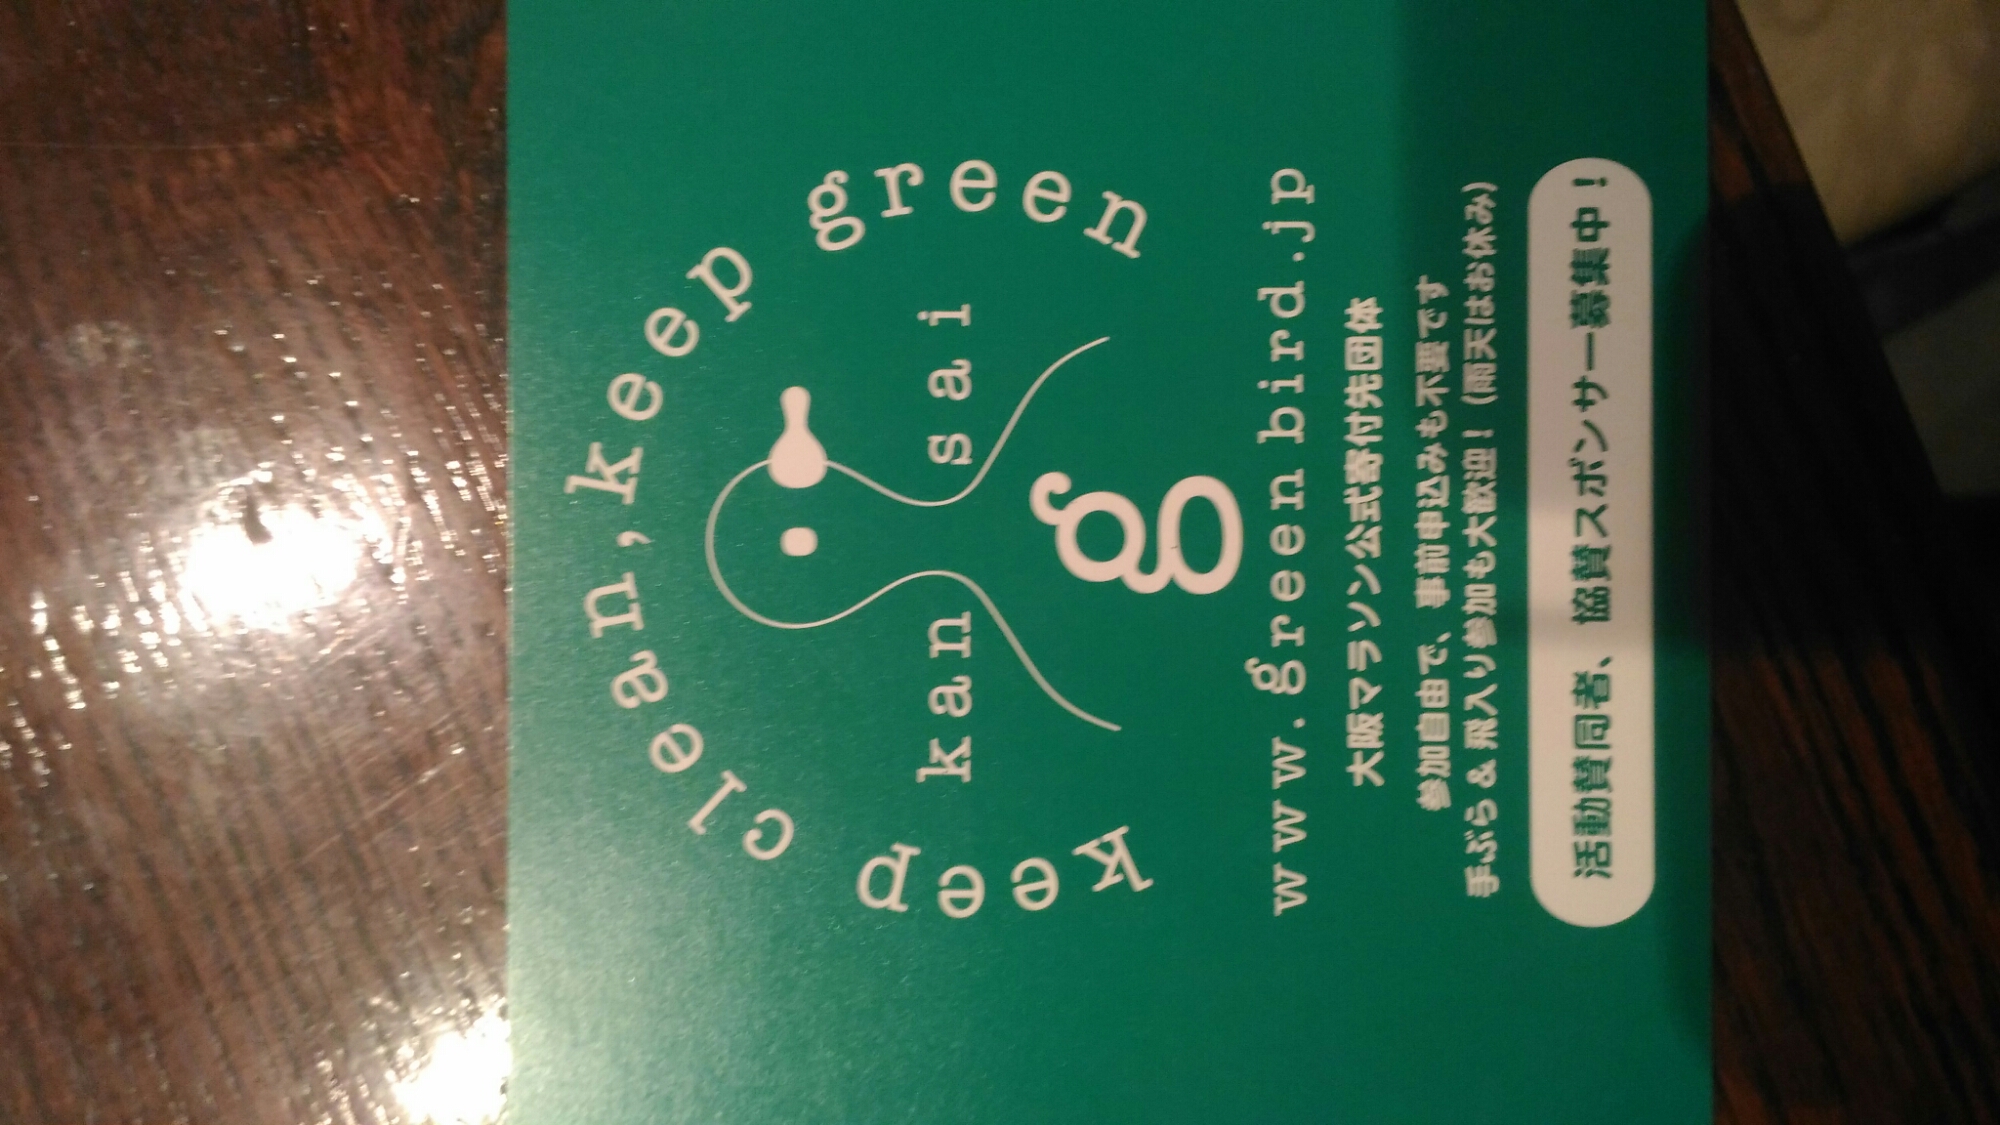 keep clean, keep green
kan sai
g
www.greenbird.jp
大阪マラソン公式寄付先団体
参加自由で、事前申込みも不要です
手ぶら & 飛入り参加も大歓迎！(雨天はお休み)
活動賛同者、協賛スポンサー募集中！